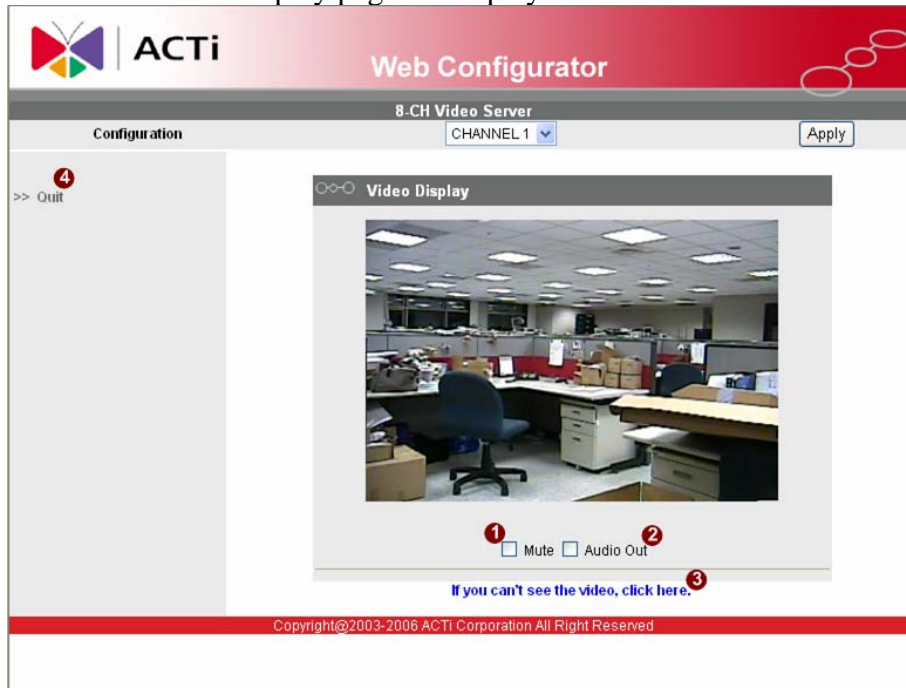 ACTi
Web Configurator
8-CH Video Server
Configuration
CHANNEL 1
Apply
4
>> Quit
Video Display
1
Mute
Audio Out
2
If you can't see the video, click here.
3
Copyright@2003-2006 ACTi Corporation All Right Reserved